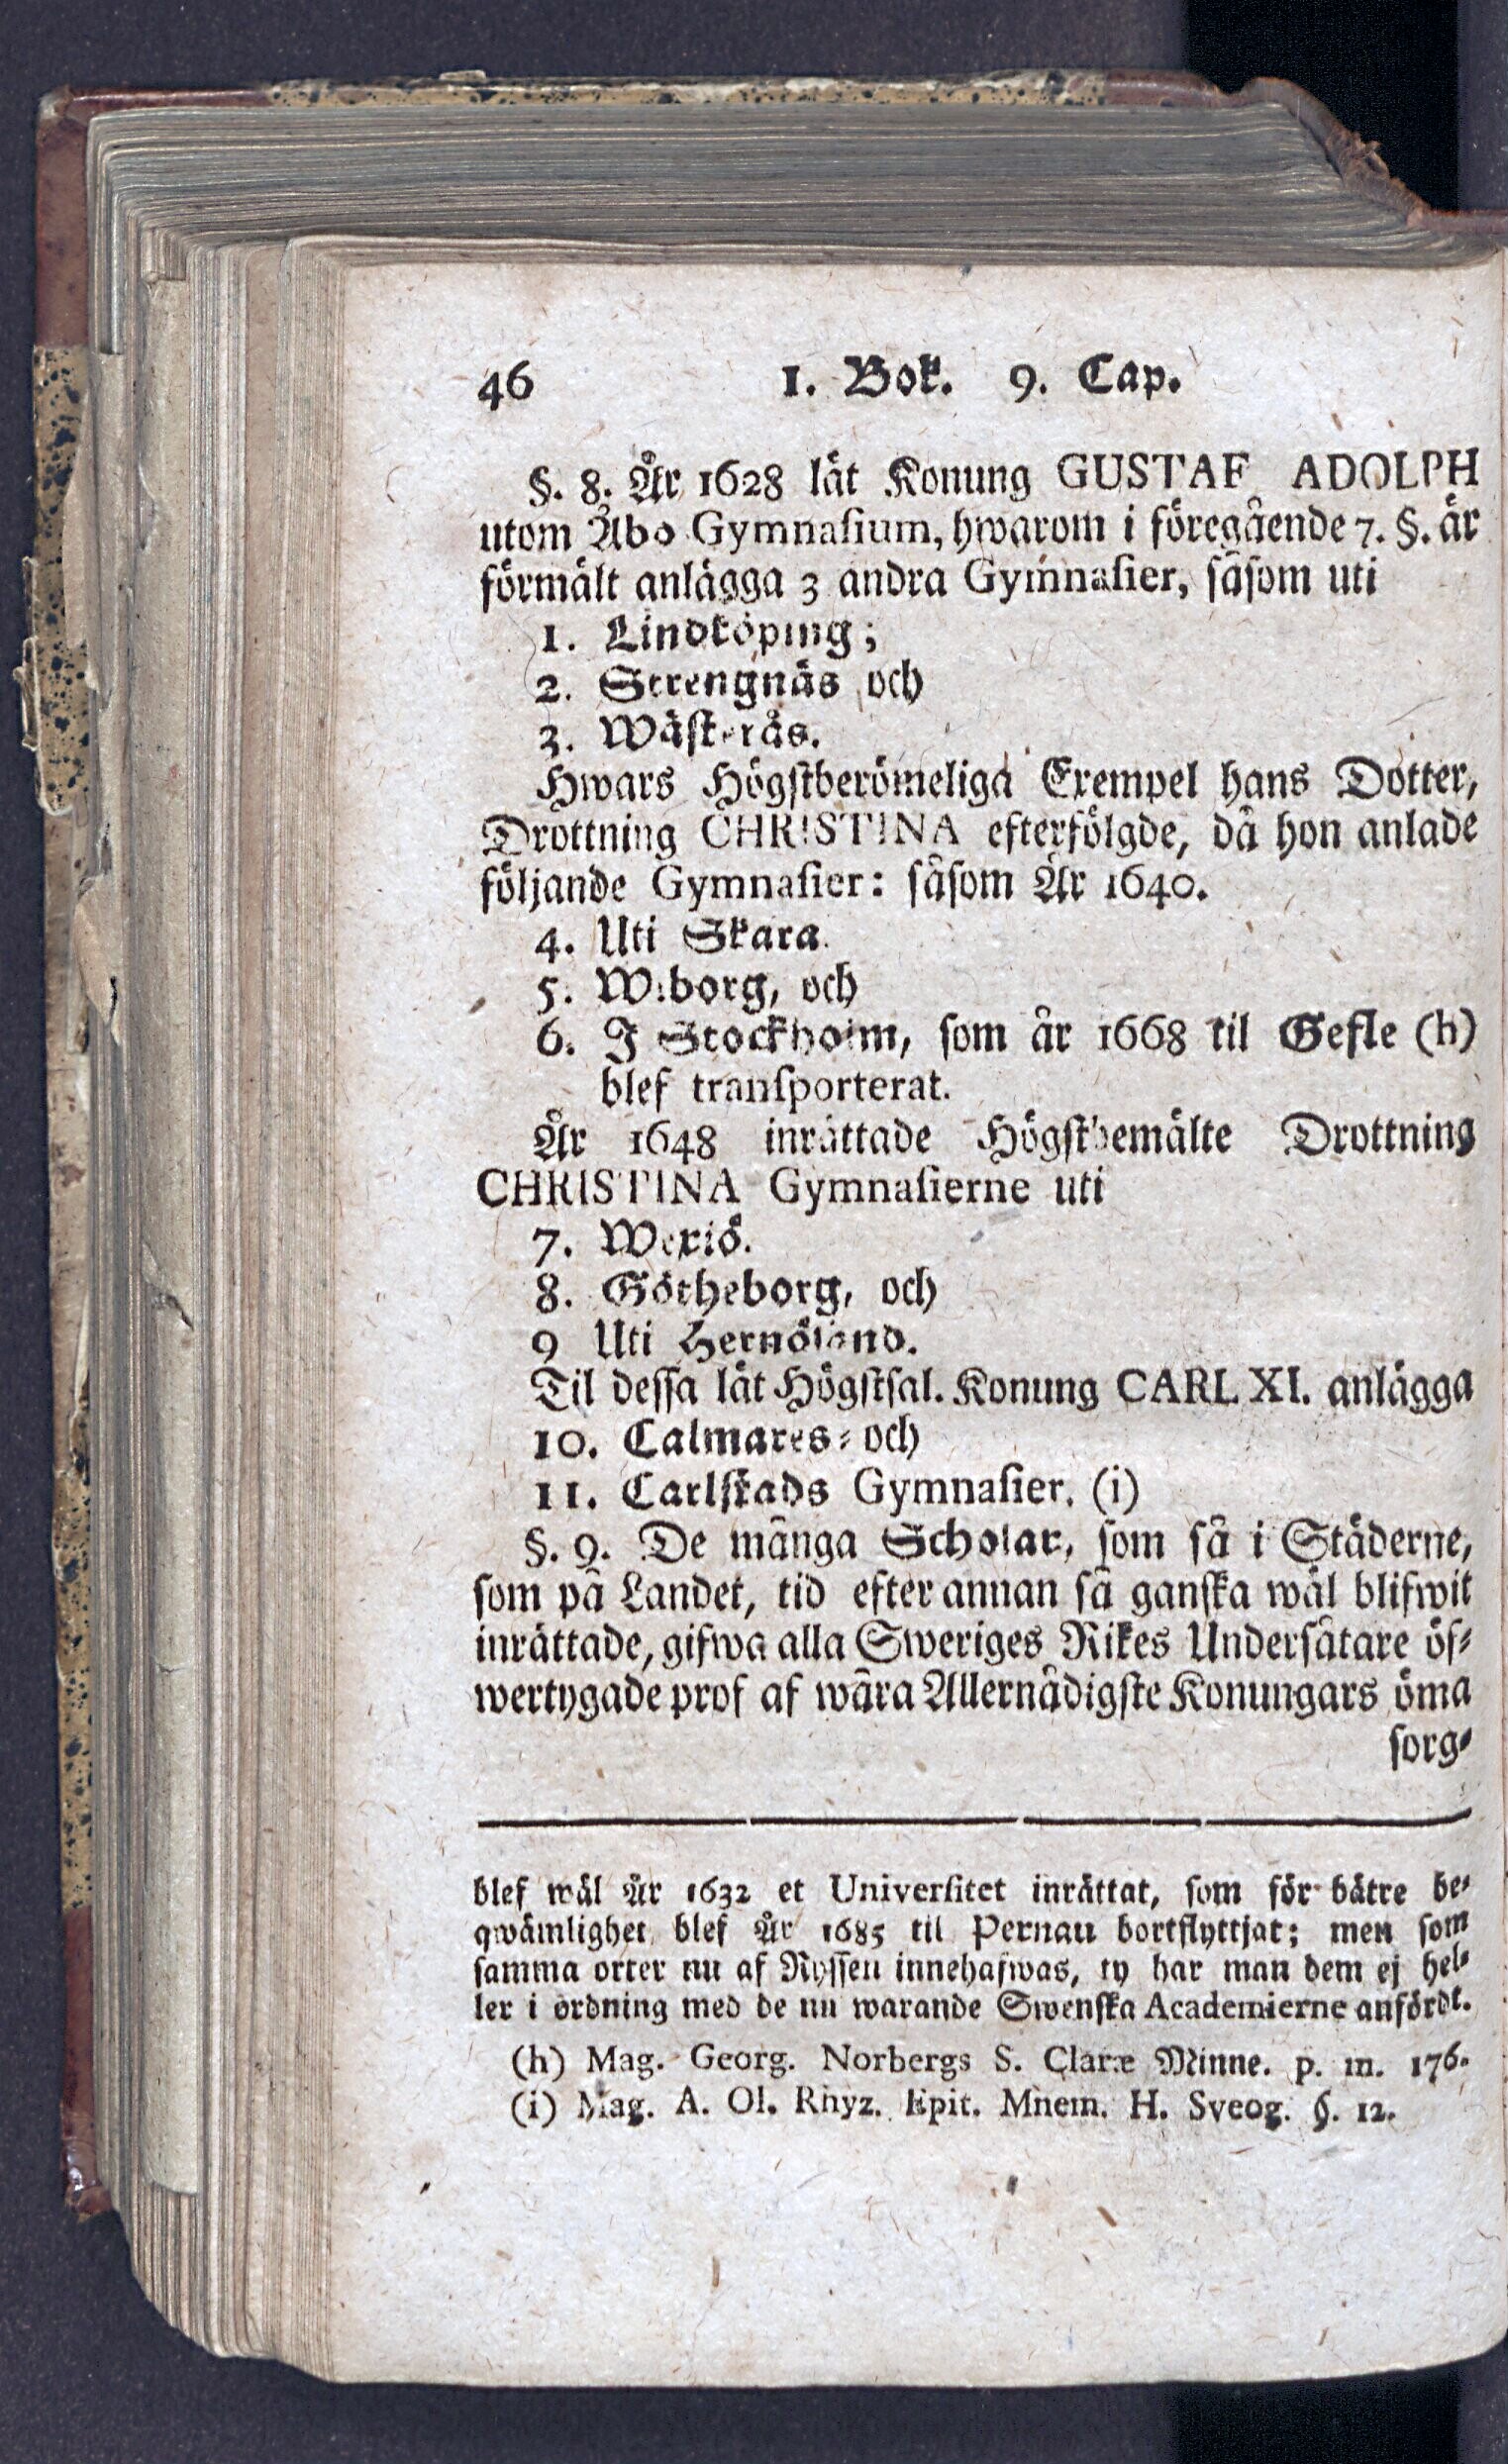 46 1. Bok. 9. Cap.
§. 8. År 1628 lät Konung GUSTAF ADOLPH
utom Åbo Gymnaſium, hwarom i föregående 7. §. är
förmält anlägga 3 andra Gymnaſier, ſåſom uti
1. Lindköping;
2. Strengnäs och
3. Wäſterås.
Hwars Högſtberömeliga Exempel hans Dotter,
Drottning CHRISTINA efterfölgde, då hon anlade
följande Gymnaſier: ſåſom År 1640.
4. Uti Skara.
5. Wiborg, och
6. I Stockholm, ſom år 1668 til Gefle (h)
blef tranſporterat.
År 1648 inrättade Högſtbemälte Drottning
CHRISTINA Gymnaſierne uti
7. Wexiö.
8. Götheborg, och
9 Uti Hernöſand.
Til deſſa lät Högſtſal. Konung CARL XI. anlägga
10. Calmares= och
11. Carlſtads Gymnaſier. (i)
§. 9. De många Scholar, ſom ſå i Städerne,
ſom på Landet, tid efter annan ſå ganſka wäl blifwit
inrättade, gifwa alla Sweriges Rikes Underſåtare öf=
wertygade prof af wåra Allernådigſte Konungars öma
ſorg=
blef wäl År 1632 et Univerſitet inrättat, ſom för bätre be=
qwämlighet blef År 1685 til Pernau bortflyttjat; men ſom
ſamma orter nu af Ryſſen innehafwas, ty har man dem ej hel=
ler i ordning med de nu warande Swenſka Academierne anfördt.
(h) Mag. Georg. Norbergs S. Claræ Minne. p. m. 176.
(i) Mag. A. Ol. Rhyz. Epit. Mnem. H. Sveog. §. 12.